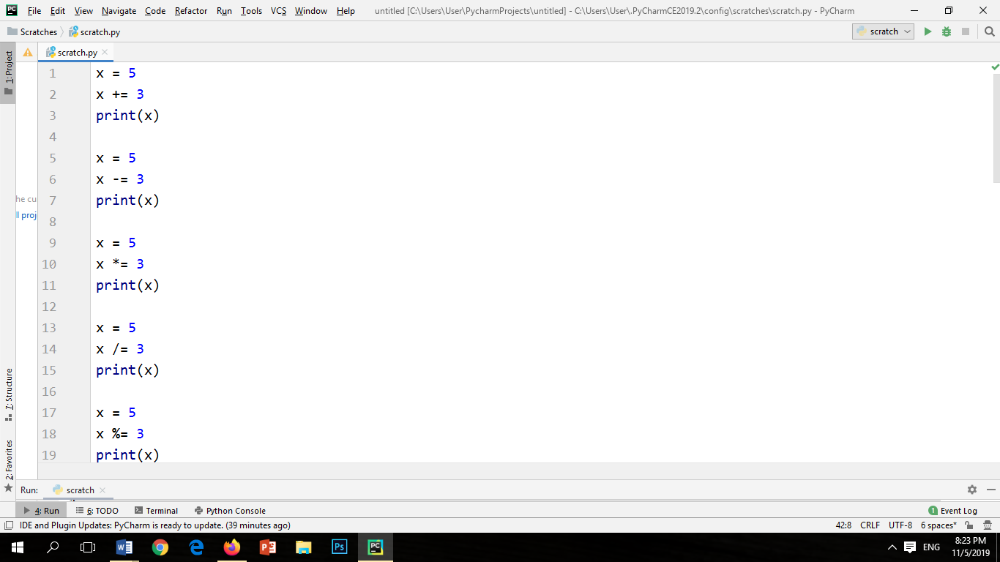 File Edit View Navigate Code Refactor Run Tools VCS Window Help untitled [C:\Users\User\PycharmProjects\untitled] - C:\Users\User\.PyCharmCE2019.2\config\scratches\scratch.py - PyCharm
Scratches scratch.py scratch
1: Project
scratch.py
1 x = 5
2 x += 3
3 print(x)
4
5 x = 5
6 x -= 3
he cu
7 print(x)
ll proj
8
9 x = 5
10 x *= 3
11 print(x)
12
13 x = 5
14 x /= 3
15 print(x)
16
7: Structure
17 x = 5
18 x %= 3
19 print(x)
2: Favorites
Run: scratch
4: Run 6: TODO Terminal Python Console 1 Event Log
IDE and Plugin Updates: PyCharm is ready to update. (39 minutes ago) 42:8 CRLF UTF-8 6 spaces*
ENG 8:23 PM
11/5/2019